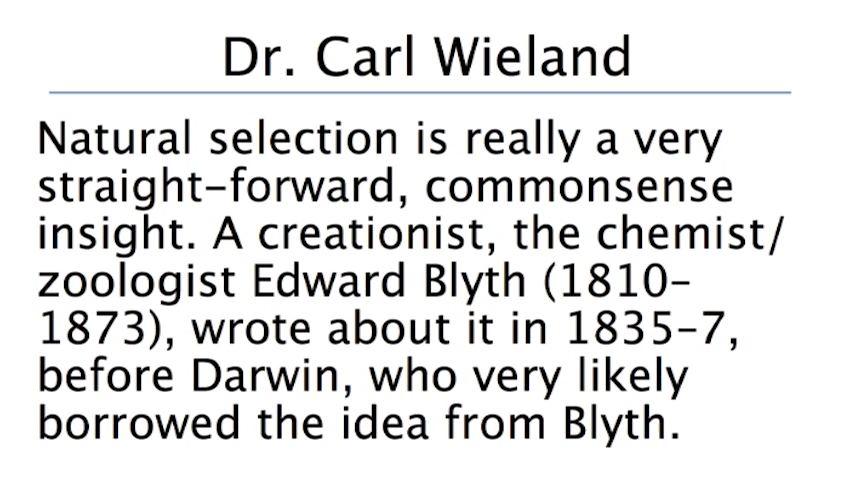 Dr. Carl Wieland
Natural selection is really a very
straight-forward, commonsense
insight. A creationist, the chemist/
zoologist Edward Blyth (1810-
1873), wrote about it in 1835-7,
before Darwin, who very likely
borrowed the idea from Blyth.